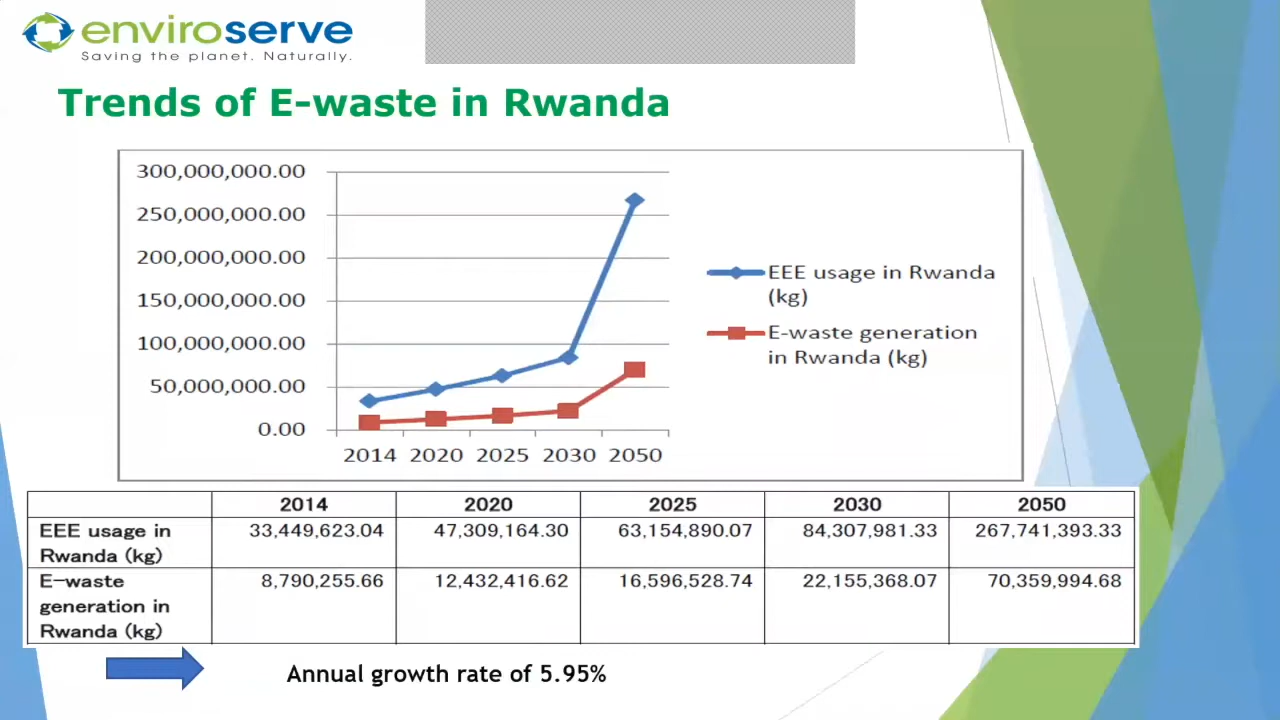 enviroserve
Saving the planet. Naturally.
Trends of E-waste in Rwanda
300,000,000.00
250,000,000.00
200,000,000.00
150,000,000.00
100,000,000.00
50,000,000.00
0.00
2014 2020 2025 2030 2050
EEE usage in Rwanda
(kg)
E-waste generation
in Rwanda (kg)
2014 2020 2025 2030 2050
EEE usage in 33,449,623.04 47,309,164.30 63,154,890.07 84,307,981.33 267,741,393.33
Rwanda (kg)
E-waste 8,790,255.66 12,432,416.62 16,596,528.74 22,155,368.07 70,359,994.68
generation in
Rwanda (kg)
Annual growth rate of 5.95%